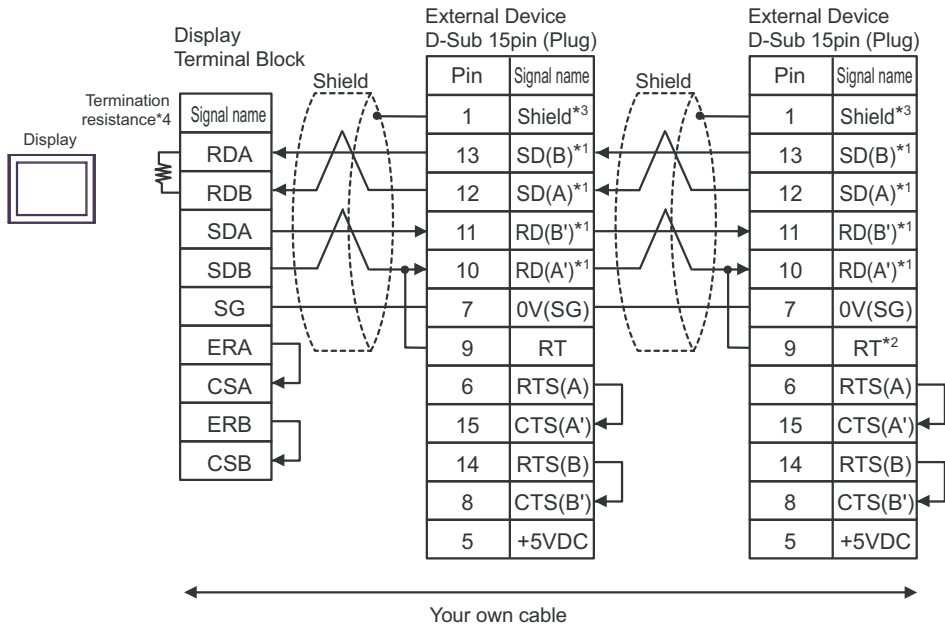 Display
Terminal Block
External Device
D-Sub 15pin (Plug)
External Device
D-Sub 15pin (Plug)
Shield
Shield
Termination
resistance*4
Display
Signal name
RDA
RDB
SDA
SDB
SG
ERA
CSA
ERB
CSB
Pin Signal name
1 Shield*3
13 SD(B)*1
12 SD(A)*1
11 RD(B')*1
10 RD(A')*1
7 0V(SG)
9 RT
6 RTS(A)
15 CTS(A')
14 RTS(B)
8 CTS(B')
5 +5VDC
Pin Signal name
1 Shield*3
13 SD(B)*1
12 SD(A)*1
11 RD(B')*1
10 RD(A')*1
7 0V(SG)
9 RT*2
6 RTS(A)
15 CTS(A')
14 RTS(B)
8 CTS(B')
5 +5VDC
Your own cable